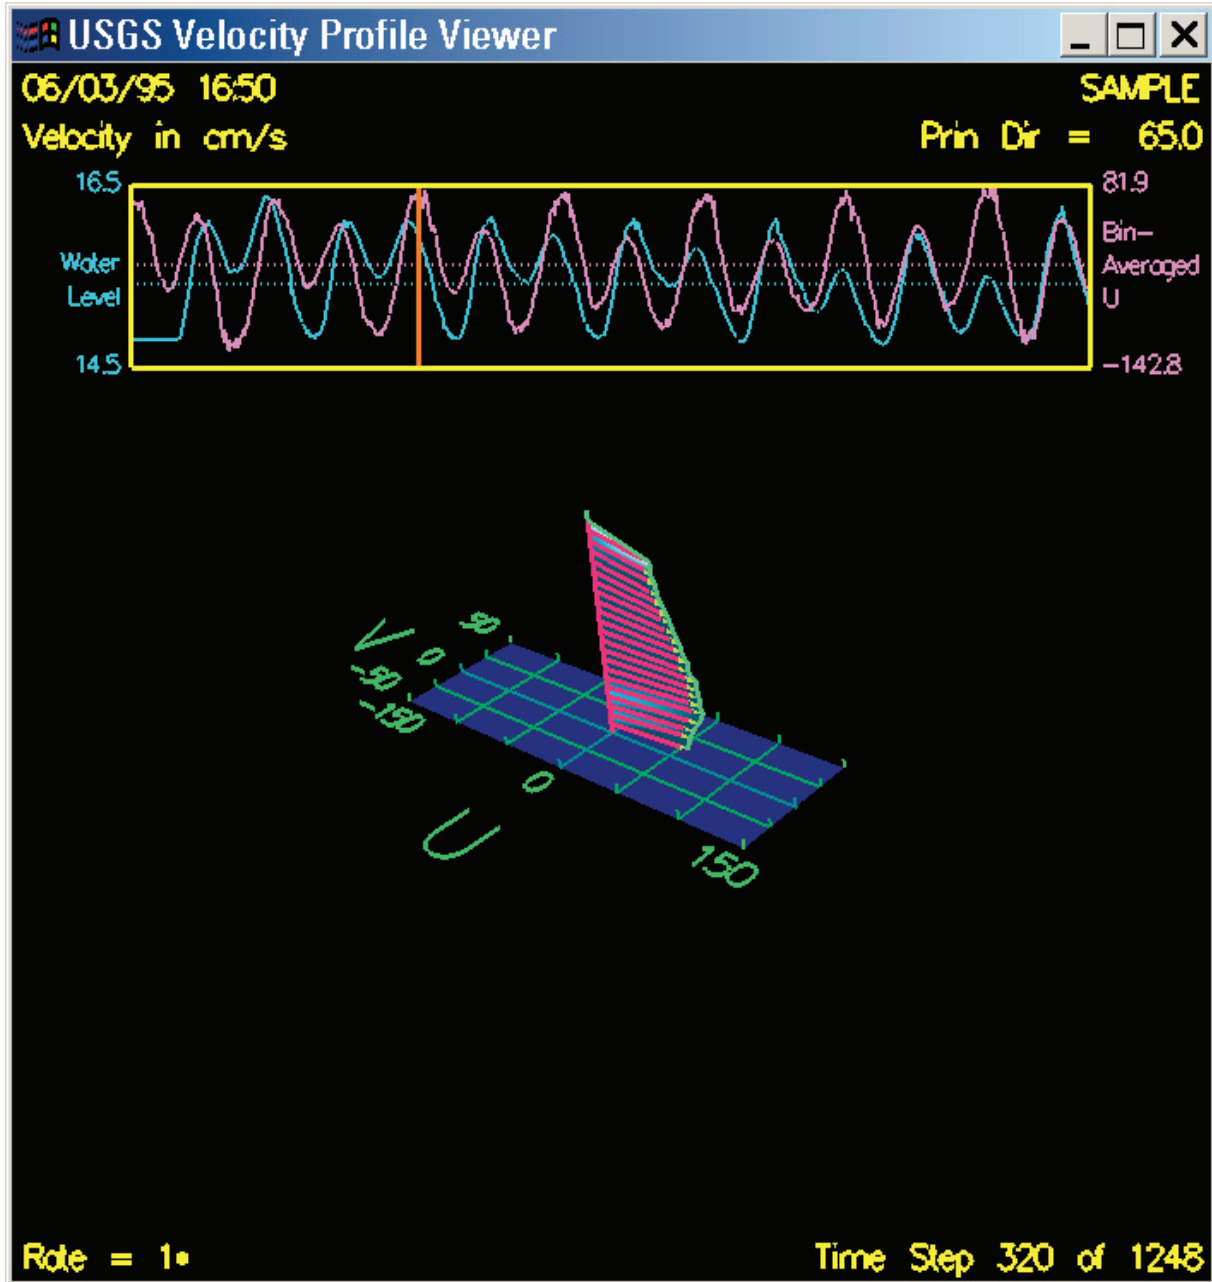 USGS Velocity Profile Viewer
06/03/95 16:50 SAMPLE
Velocity in cm/s Prin Dir = 65.0
16.5 81.9
Water Level
Bin-Averaged U
14.5 -142.8
V
50
0
-50
-150
0
U
150
Rate = 1•
Time Step 320 of 1248